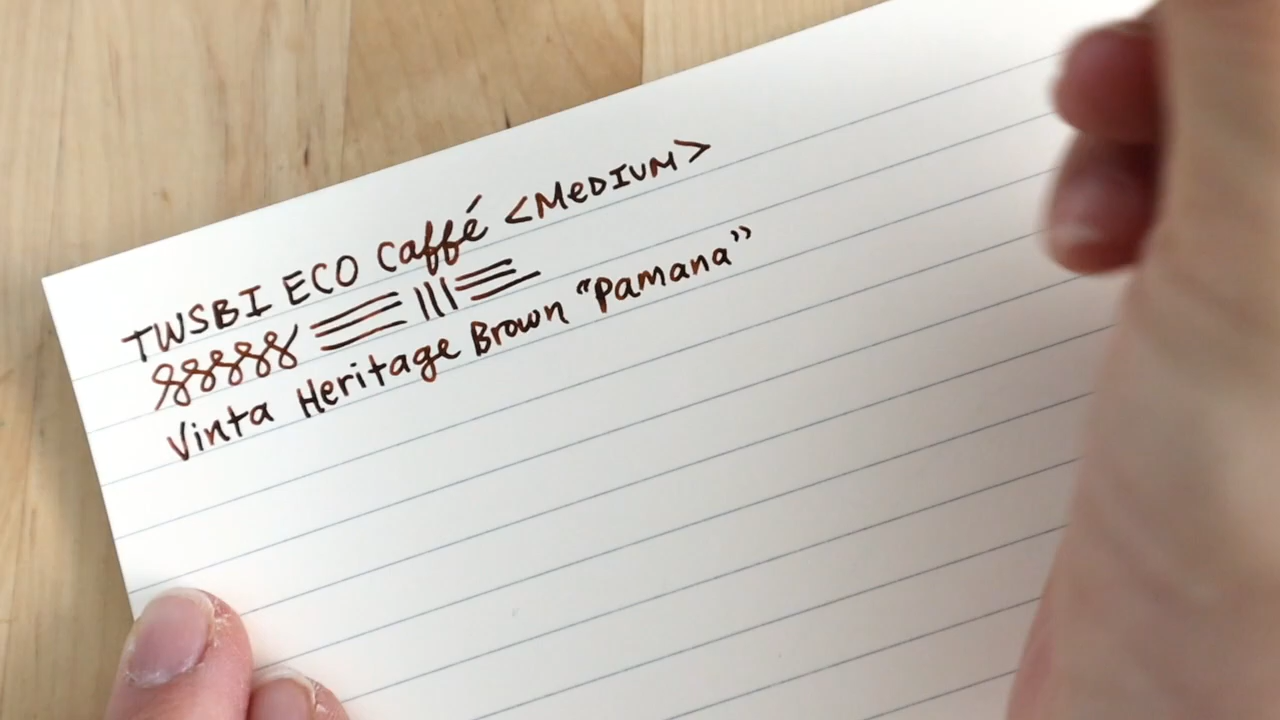 TWSBI ECO Caffé <MeDIUM>
Vinta Heritage Brown “Pamana”